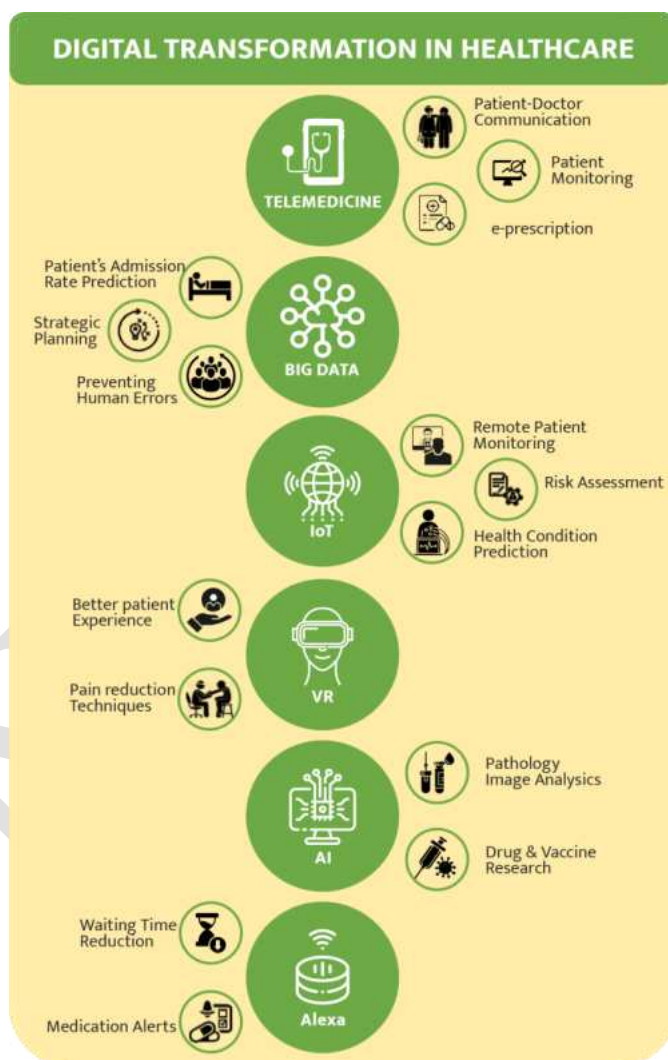 DIGITAL TRANSFORMATION IN HEALTHCARE
TELEMEDICINE
Patient-Doctor
Communication
Patient
Monitoring
e-prescription
Patient's Admission
Rate Prediction
Strategic
Planning
Preventing
Human Errors
BIG DATA
IoT
Remote Patient
Monitoring
Risk Assessment
Health Condition
Prediction
Better patient
Experience
Pain reduction
Techniques
VR
AI
Pathology
Image Analysics
Drug & Vaccine
Research
Waiting Time
Reduction
Medication Alerts
Alexa